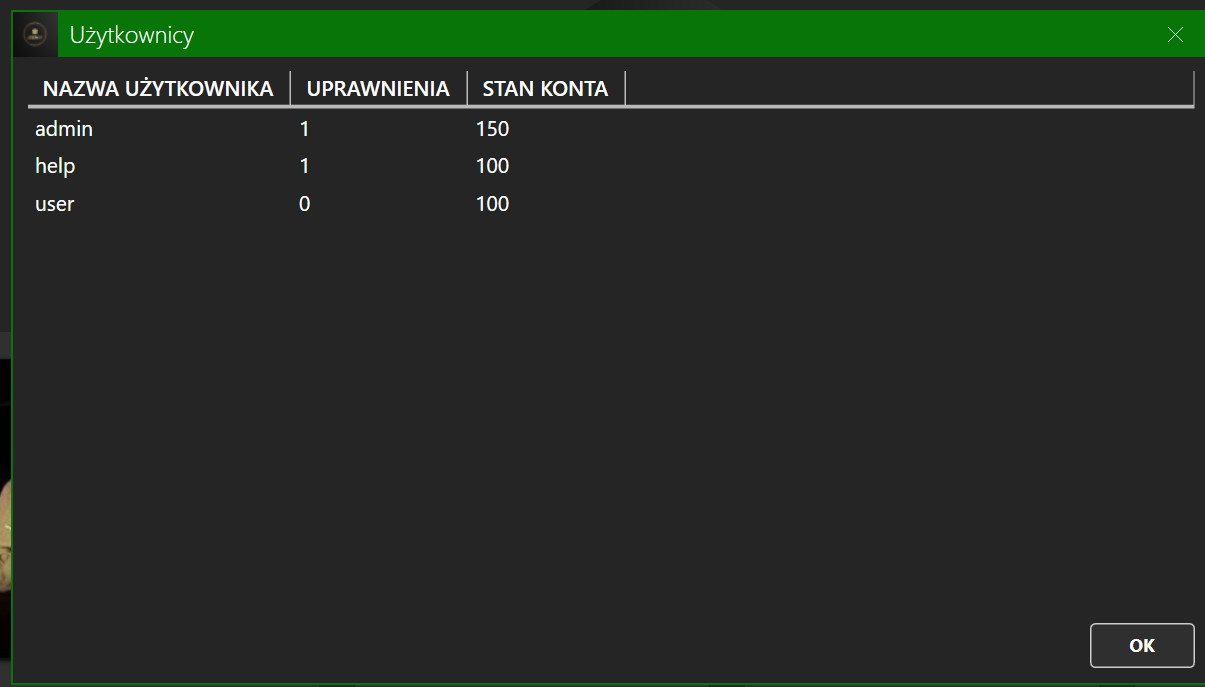 Użytkownicy
NAZWA UŻYTKOWNIKA UPRAWNIENIA STAN KONTA
admin 1 150
help 1 100
user 0 100
OK